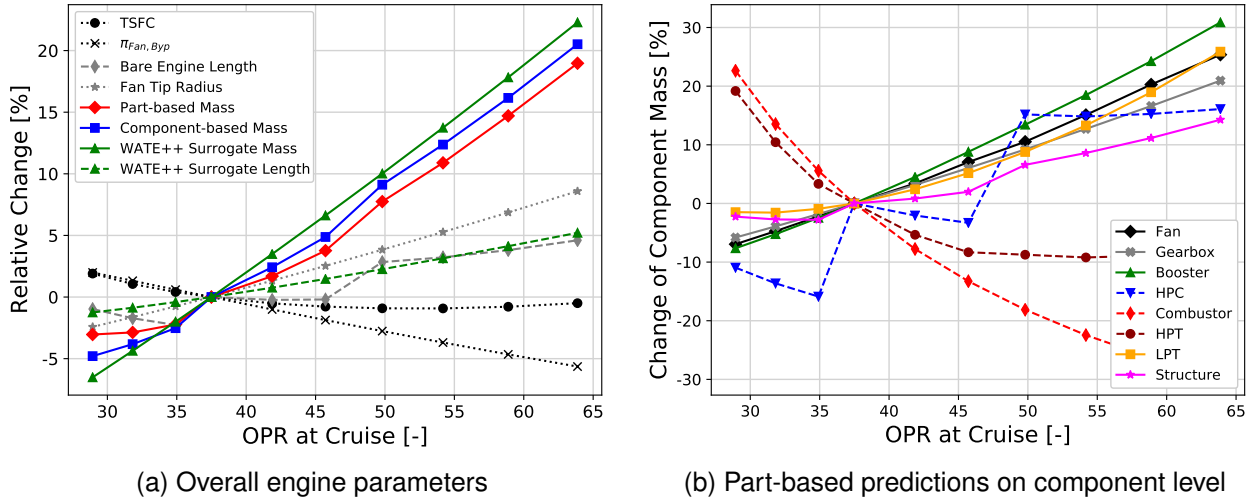 TSFC
π_{Fan,Byp}
Bare Engine Length
Fan Tip Radius
Part-based Mass
Component-based Mass
WATE++ Surrogate Mass
WATE++ Surrogate Length
Relative Change [%]
20
15
10
5
0
-5
30 35 40 45 50 55 60 65
OPR at Cruise [-]
(a) Overall engine parameters
Change of Component Mass [%]
30
20
10
0
-10
-20
-30
Fan
Gearbox
Booster
HPC
Combustor
HPT
LPT
Structure
30 35 40 45 50 55 60 65
OPR at Cruise [-]
(b) Part-based predictions on component level